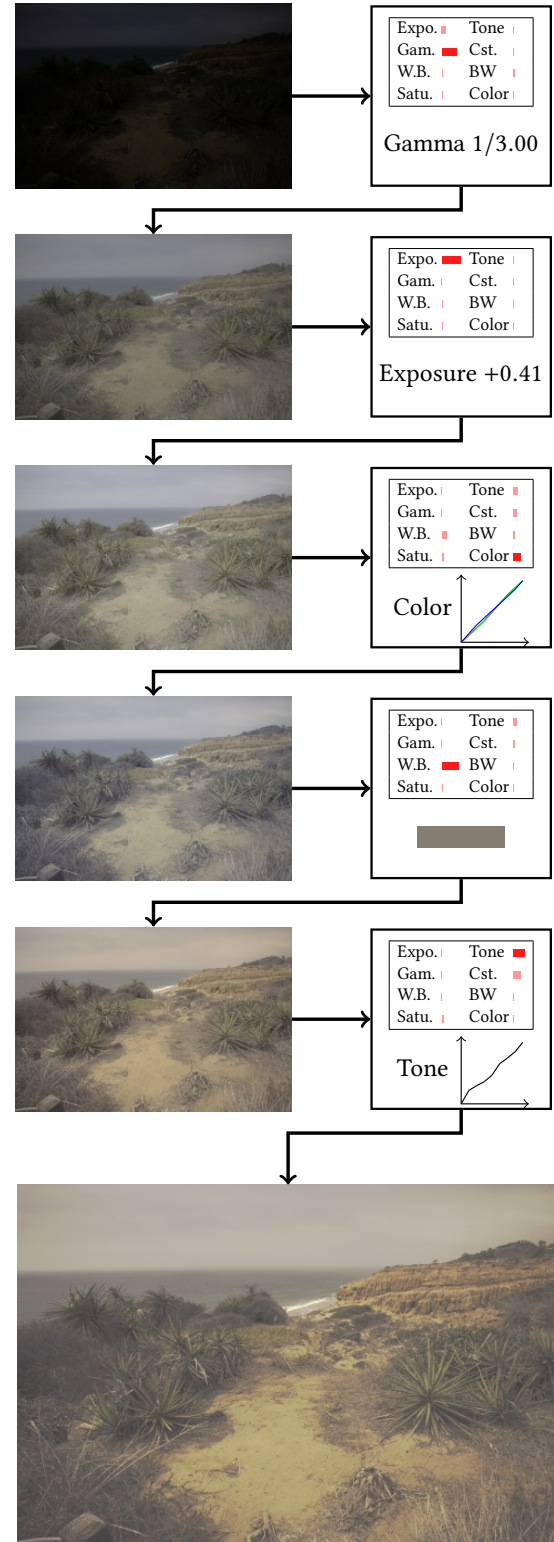 Expo. Tone
Gam. Cst.
W.B. BW
Satu. Color
Gamma 1/3.00
Expo. Tone
Gam. Cst.
W.B. BW
Satu. Color
Exposure +0.41
Expo. Tone
Gam. Cst.
W.B. BW
Satu. Color
Color
Expo. Tone
Gam. Cst.
W.B. BW
Satu. Color
Expo. Tone
Gam. Cst.
W.B. BW
Satu. Color
Tone